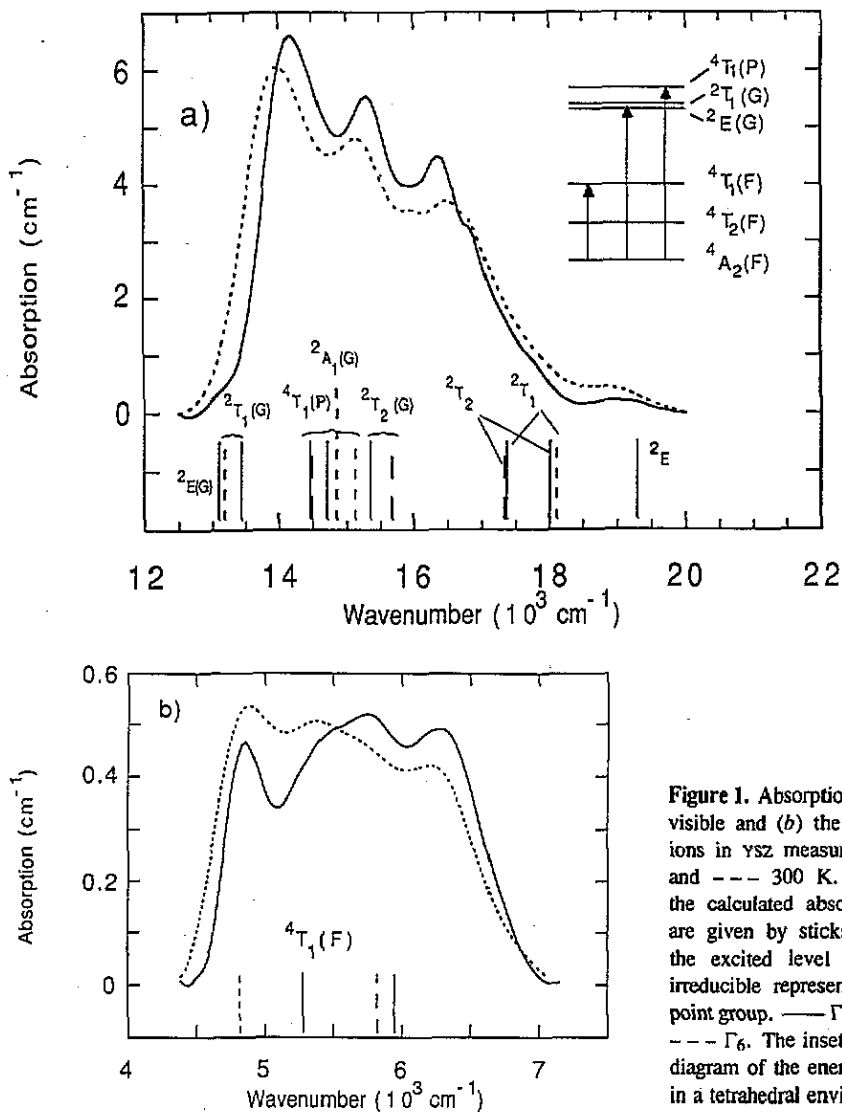 a)
Absorption (cm⁻¹)
6
4
2
0
⁴T₁(P)
²T₁(G)
²E(G)
⁴T₁(F)
⁴T₂(F)
⁴A₂(F)
²A₁(G)
²T₁(G)
⁴T₁(P)
²T₂(G)
²T₂
²T₁
²E(G)
²E
12 14 16 18 20 22
Wavenumber (10³ cm⁻¹)
b)
Absorption (cm⁻¹)
0.6
0.4
0.2
0
⁴T₁(F)
4 5 6 7
Wavenumber (10³ cm⁻¹)
Figure 1. Absorptio
visible and (b) the
ions in YSZ measur
and --- 300 K.
the calculated abso
are given by sticks
the excited level
irreducible represen
point group. —— Γ
--- Γ₆. The inset
diagram of the ener
in a tetrahedral envi